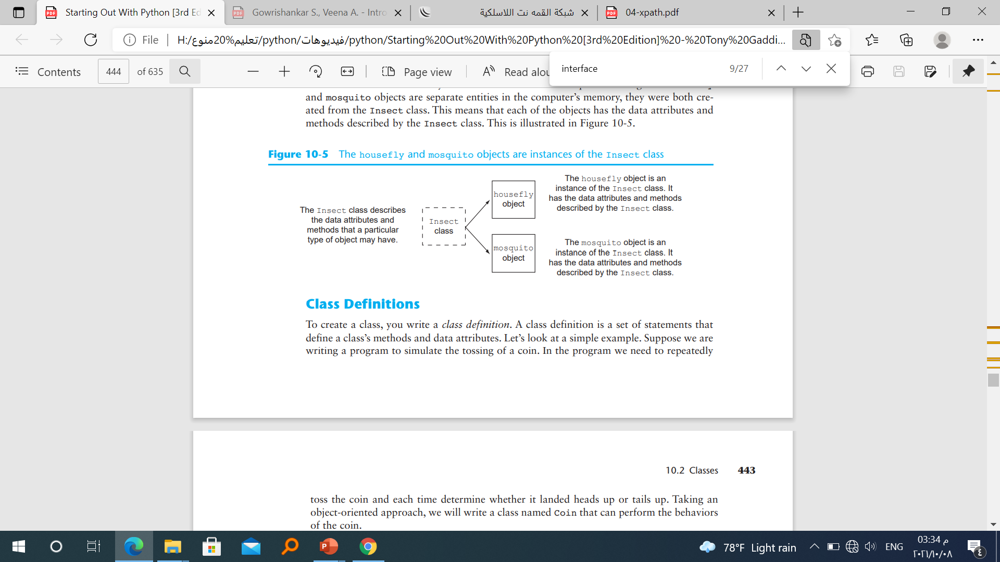 Starting Out With Python [3rd Ed
Gowrishankar S., Veena A. - Intro
شبكة القمه نت اللاسلكية
04-xpath.pdf
File
H:/تعليم%20منوع/python/فيديوهات/python/Starting%20Out%20With%20Python%20[3rd%20Edition]%20-%20Tony%20Gaddi...
Contents
444
of 635
Page view
Read alou
interface
9/27
and mosquito objects are separate entities in the computer's memory, they were both cre-
ated from the Insect class. This means that each of the objects has the data attributes and
methods described by the Insect class. This is illustrated in Figure 10-5.
Figure 10-5 The housefly and mosquito objects are instances of the Insect class
The Insect class describes
the data attributes and
methods that a particular
type of object may have.
Insect
class
housefly
object
The housefly object is an
instance of the Insect class. It
has the data attributes and methods
described by the Insect class.
mosquito
object
The mosquito object is an
instance of the Insect class. It
has the data attributes and methods
described by the Insect class.
Class Definitions
To create a class, you write a class definition. A class definition is a set of statements that
define a class's methods and data attributes. Let's look at a simple example. Suppose we are
writing a program to simulate the tossing of a coin. In the program we need to repeatedly
10.2 Classes 443
toss the coin and each time determine whether it landed heads up or tails up. Taking an
object-oriented approach, we will write a class named Coin that can perform the behaviors
of the coin.
78°F Light rain
ENG
03:34 م
٢٠٢١/١٠/٠٨
٤